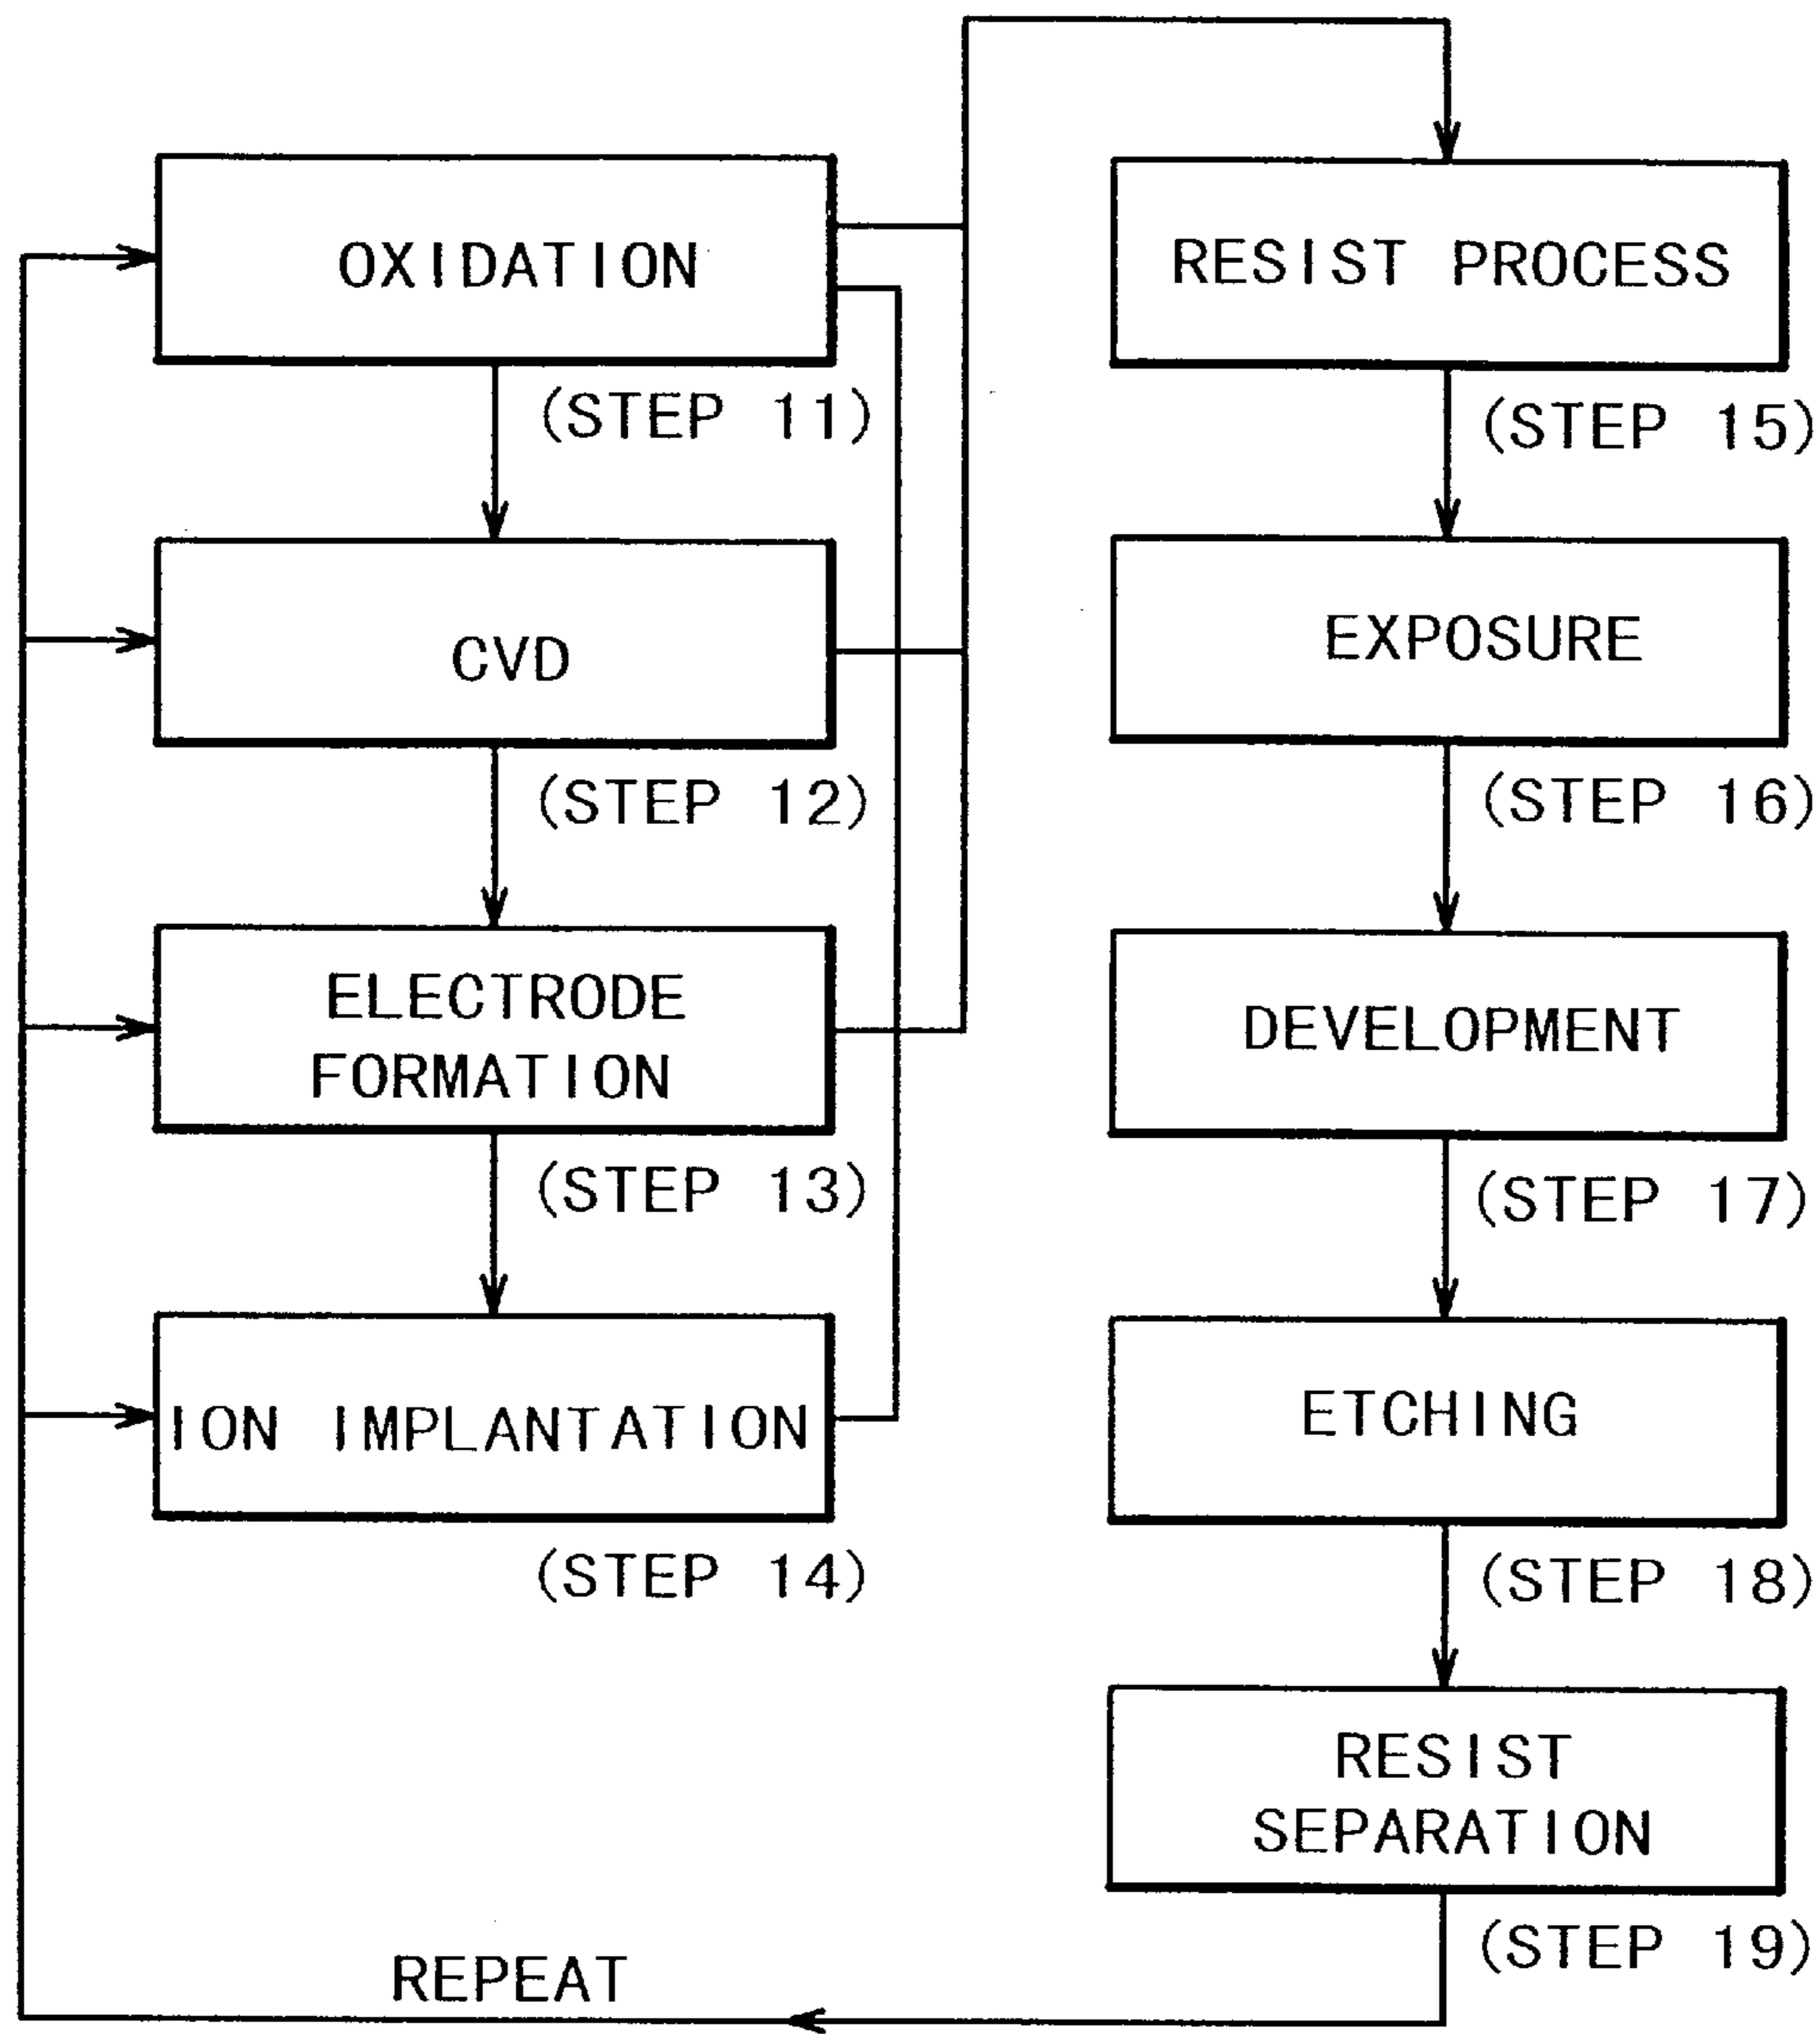 OXIDATION
(STEP 11)
CVD
(STEP 12)
ELECTRODE
FORMATION
(STEP 13)
ION IMPLANTATION
(STEP 14)
RESIST PROCESS
(STEP 15)
EXPOSURE
(STEP 16)
DEVELOPMENT
(STEP 17)
ETCHING
(STEP 18)
RESIST
SEPARATION
(STEP 19)
REPEAT